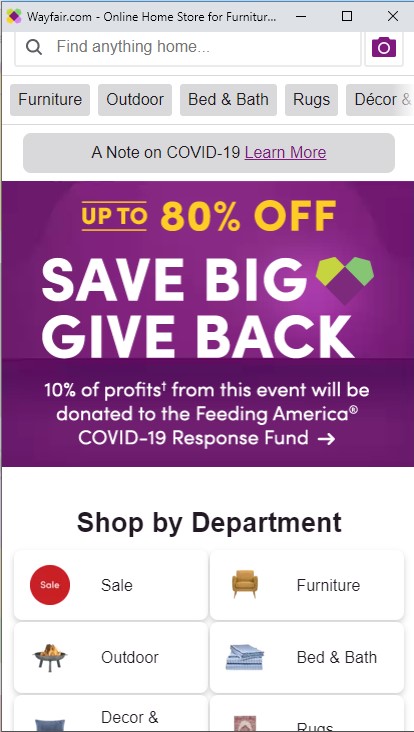 Wayfair.com - Online Home Store for Furnitur...
Find anything home...
Furniture Outdoor Bed & Bath Rugs Décor &
A Note on COVID-19 Learn More
UP TO 80% OFF
SAVE BIG
GIVE BACK
10% of profits† from this event will be
donated to the Feeding America®
COVID-19 Response Fund →
Shop by Department
Sale Sale
Furniture
Outdoor
Bed & Bath
Decor &
Rugs